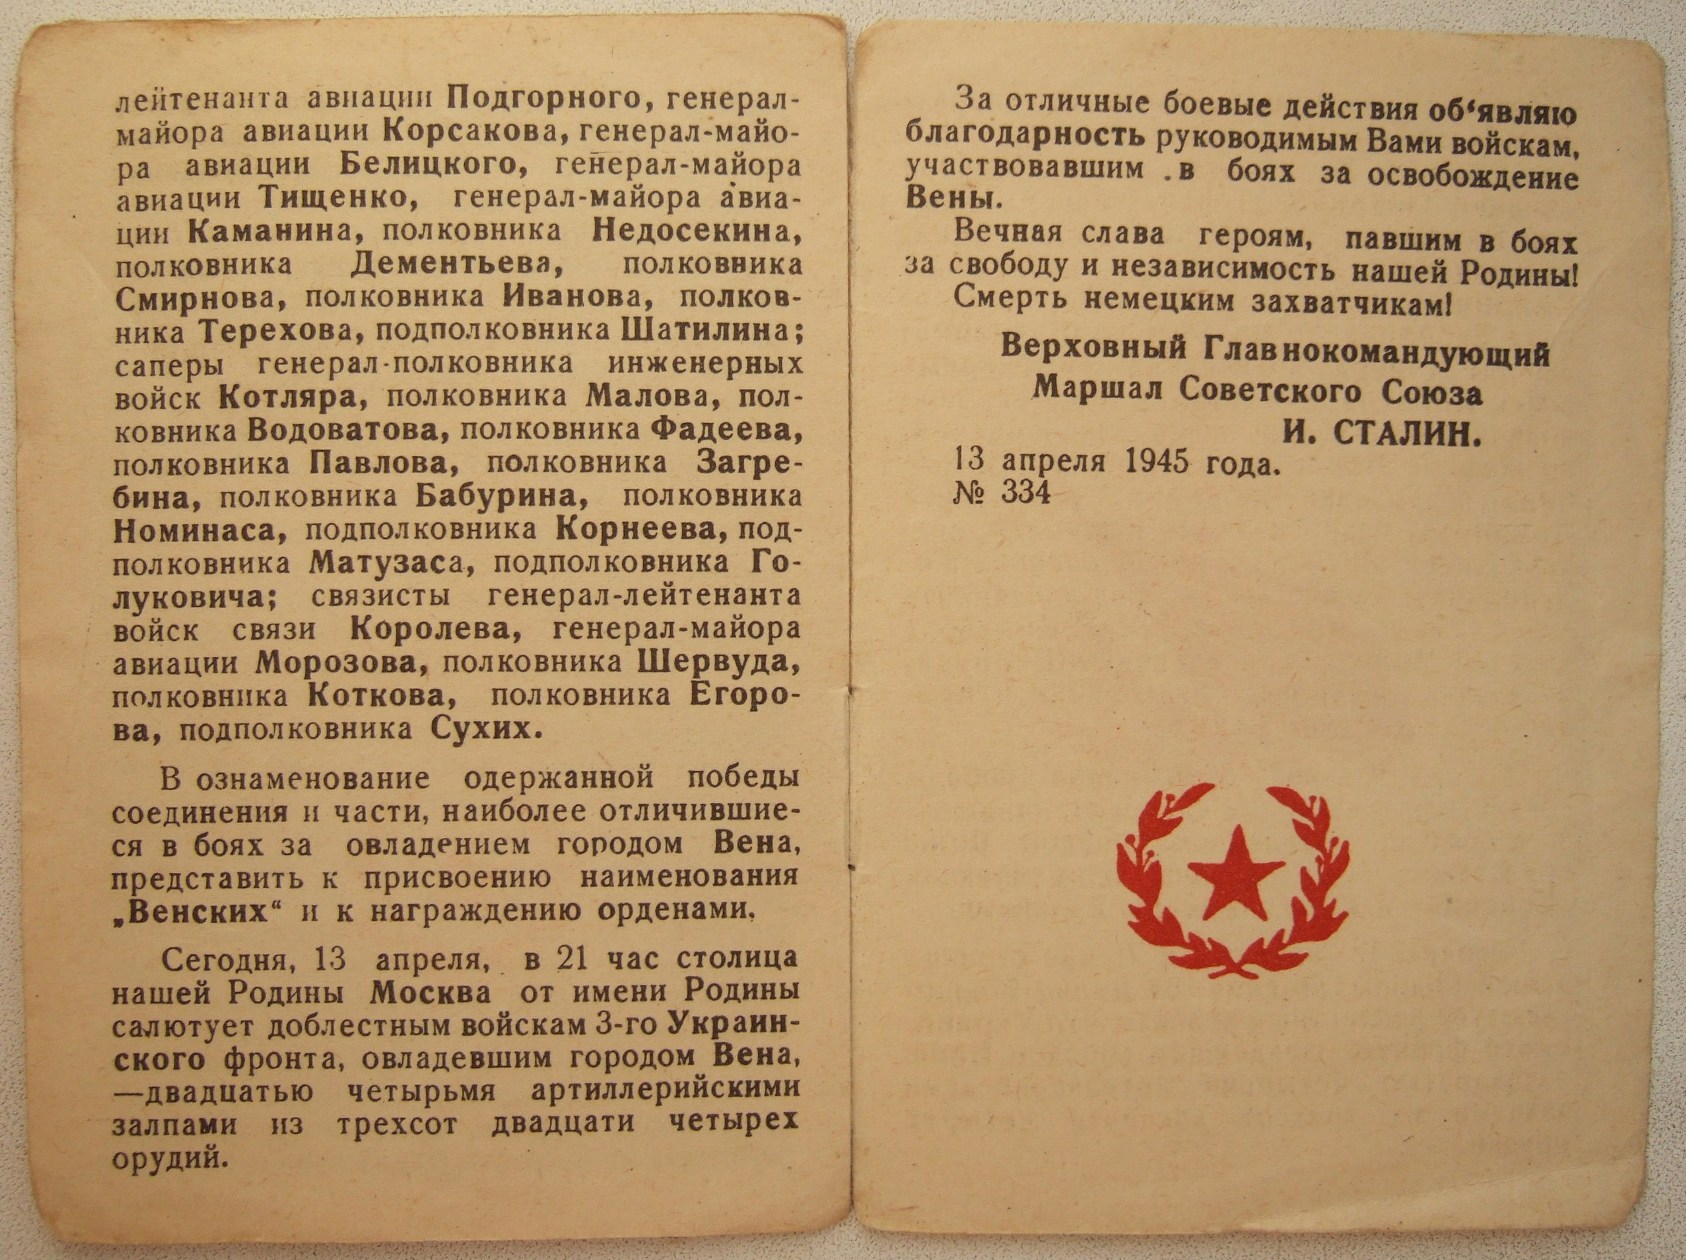 лейтенанта авиации Подгорного, генерал-
майора авиации Корсакова, генерал-майо-
ра авиации Белицкого, генерал-майора
авиации Тищенко, генерал-майора авиа-
ции Каманина, полковника Недосекина,
полковника Дементьева, полковника
Смирнова, полковника Иванова, полков-
ника Терехова, подполковника Шатилина;
саперы генерал-полковника инженерных
войск Котляра, полковника Малова, пол-
ковника Водоватова, полковника Фадеева,
полковника Павлова, полковника Загре-
бина, полковника Бабурина, полковника
Номинаса, подполковника Корнеева, под-
полковника Матузаса, подполковника Го-
луковича; связисты генерал-лейтенанта
войск связи Королева, генерал-майора
авиации Морозова, полковника Шервуда,
полковника Коткова, полковника Егоро-
ва, подполковника Сухих.
В ознаменование одержанной победы
соединения и части, наиболее отличившие-
ся в боях за овладением городом Вена,
представить к присвоению наименования
„Венских“ и к награждению орденами.
Сегодня, 13 апреля, в 21 час столица
нашей Родины Москва от имени Родины
салютует доблестным войскам 3-го Украин-
ского фронта, овладевшим городом Вена,
—двадцатью четырьмя артиллерийскими
залпами из трехсот двадцати четырех
орудий.
За отличные боевые действия об‘являю
благодарность руководимым Вами войскам,
участвовавшим в боях за освобождение
Вены.
Вечная слава героям, павшим в боях
за свободу и независимость нашей Родины!
Смерть немецким захватчикам!
Верховный Главнокомандующий
Маршал Советского Союза
И. СТАЛИН.
13 апреля 1945 года.
№ 334